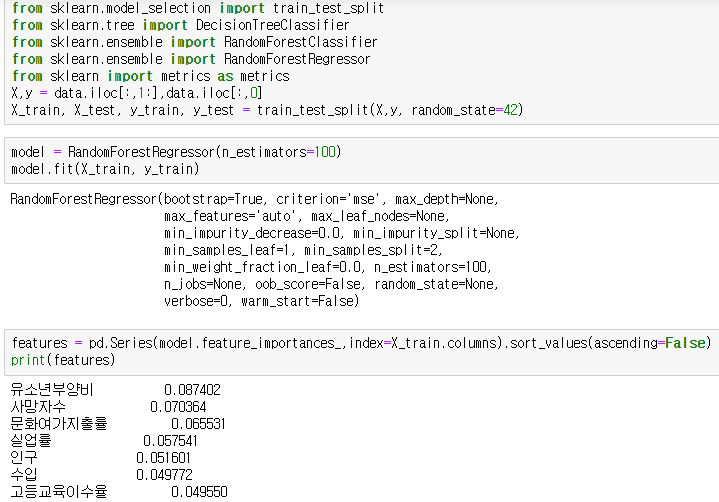 from sklearn.model_selection import train_test_split
from sklearn.tree import DecisionTreeClassifier
from sklearn.ensemble import RandomForestClassifier
from sklearn.ensemble import RandomForestRegressor
from sklearn import metrics as metrics
X,y = data.iloc[:,1:],data.iloc[:,0]
X_train, X_test, y_train, y_test = train_test_split(X,y, random_state=42)
model = RandomForestRegressor(n_estimators=100)
model.fit(X_train, y_train)
RandomForestRegressor(bootstrap=True, criterion='mse', max_depth=None,
max_features='auto', max_leaf_nodes=None,
min_impurity_decrease=0.0, min_impurity_split=None,
min_samples_leaf=1, min_samples_split=2,
min_weight_fraction_leaf=0.0, n_estimators=100,
n_jobs=None, oob_score=False, random_state=None,
verbose=0, warm_start=False)
features = pd.Series(model.feature_importances_,index=X_train.columns).sort_values(ascending=False)
print(features)
유소년부양비 0.087402
사망자수 0.070364
문화여가지출률 0.065531
실업률 0.057541
인구 0.051601
수입 0.049772
고등교육이수율 0.049550